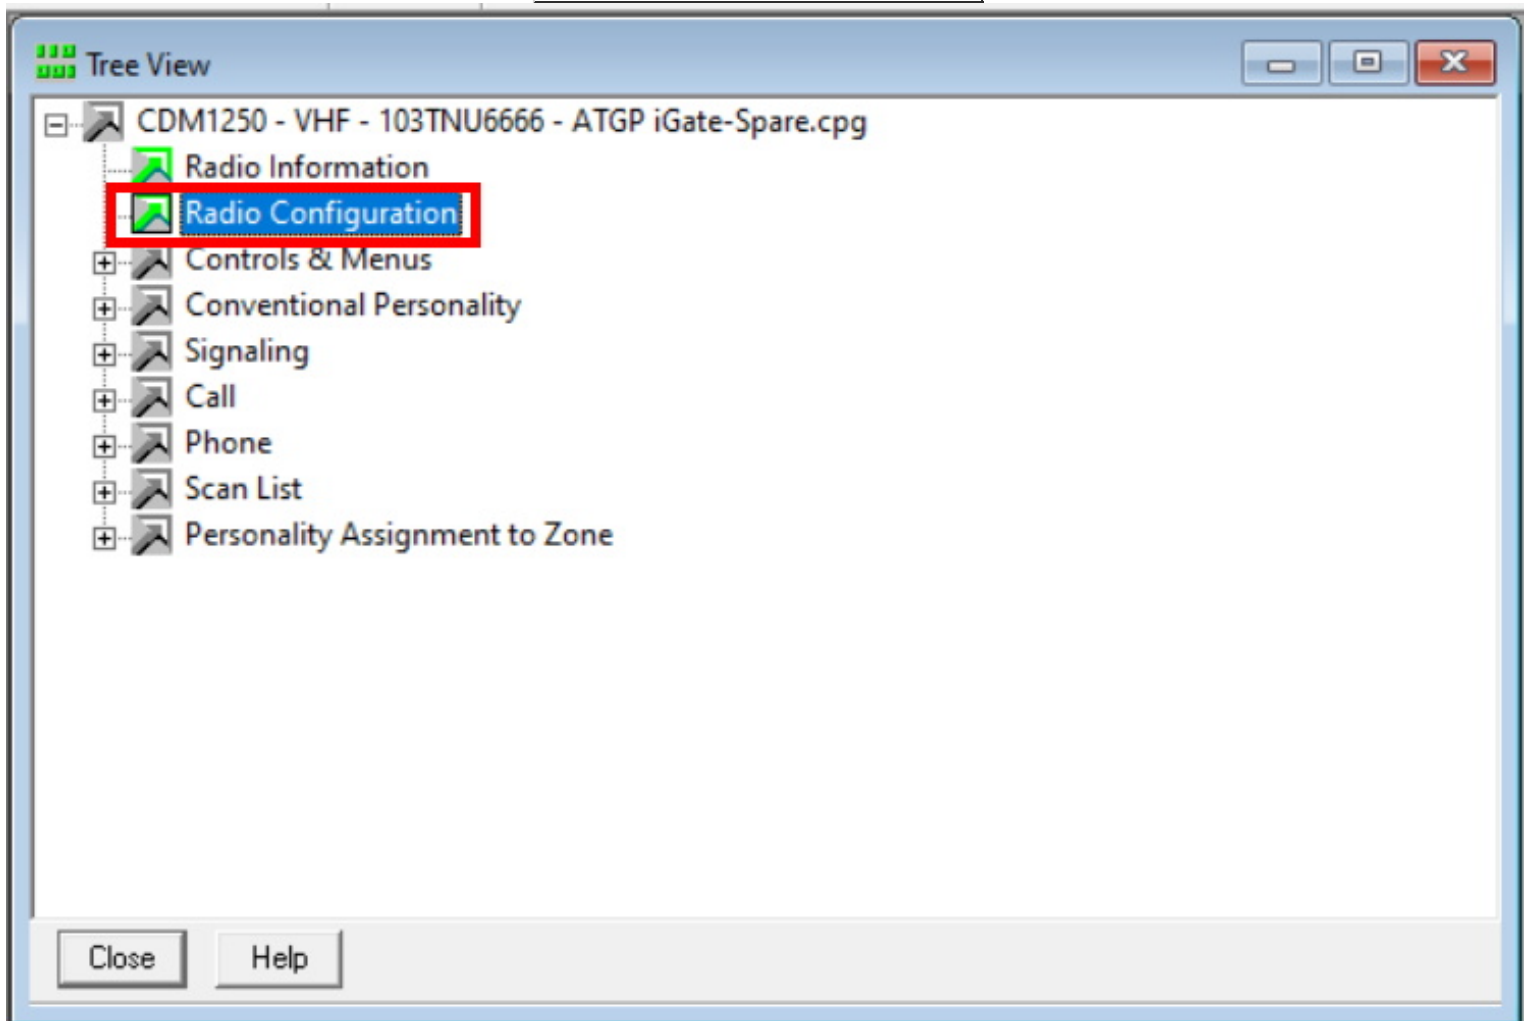 Tree View
CDM1250 - VHF - 103TNU6666 - ATGP iGate-Spare.cpg
Radio Information
Radio Configuration
Controls & Menus
Conventional Personality
Signaling
Call
Phone
Scan List
Personality Assignment to Zone
Close Help